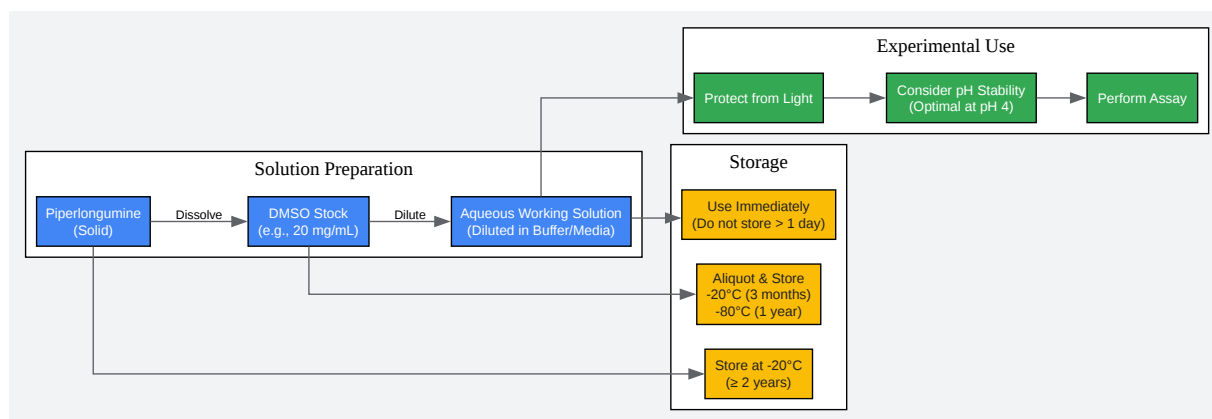 Experimental Use
Protect from Light
Consider pH Stability
(Optimal at pH 4)
Perform Assay
Solution Preparation
Piperlongumine
(Solid)
Dissolve
DMSO Stock
(e.g., 20 mg/mL)
Dilute
Aqueous Working Solution
(Diluted in Buffer/Media)
Storage
Use Immediately
(Do not store > 1 day)
Aliquot & Store
-20°C (3 months)
-80°C (1 year)
Store at -20°C
(≥ 2 years)